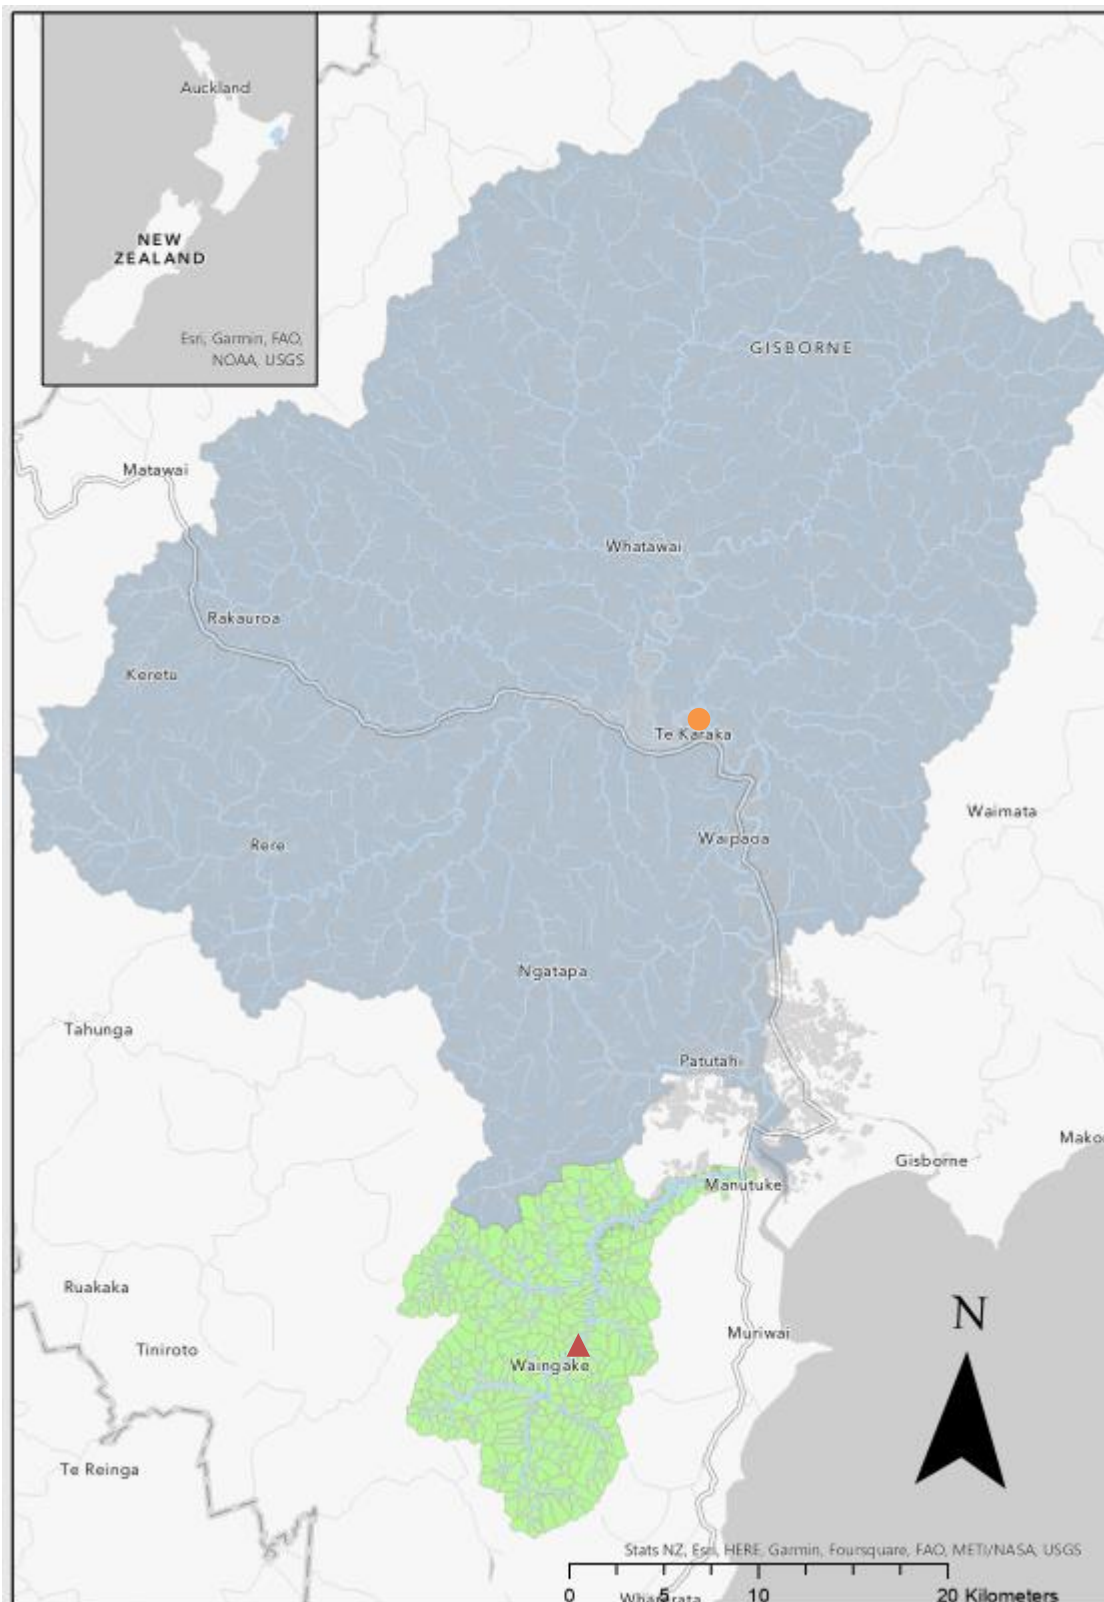 Auckland
NEW
ZEALAND
Esri, Garmin, FAO,
NOAA, USGS
GISBORNE
Matawai
Whatawai
Rakauroa
Keretu
Te Karaka
Waimata
Waipaoa
Rere
Ngatapa
Tahunga
Patutahi
Mako
Gisborne
Manutuke
Ruakaka
N
Muriwai
Tiniroto
Waingake
Te Reinga
Stats NZ, Esri, HERE, Garmin, Foursquare, FAO, METI/NASA, USGS
0 5 10 20 Kilometers